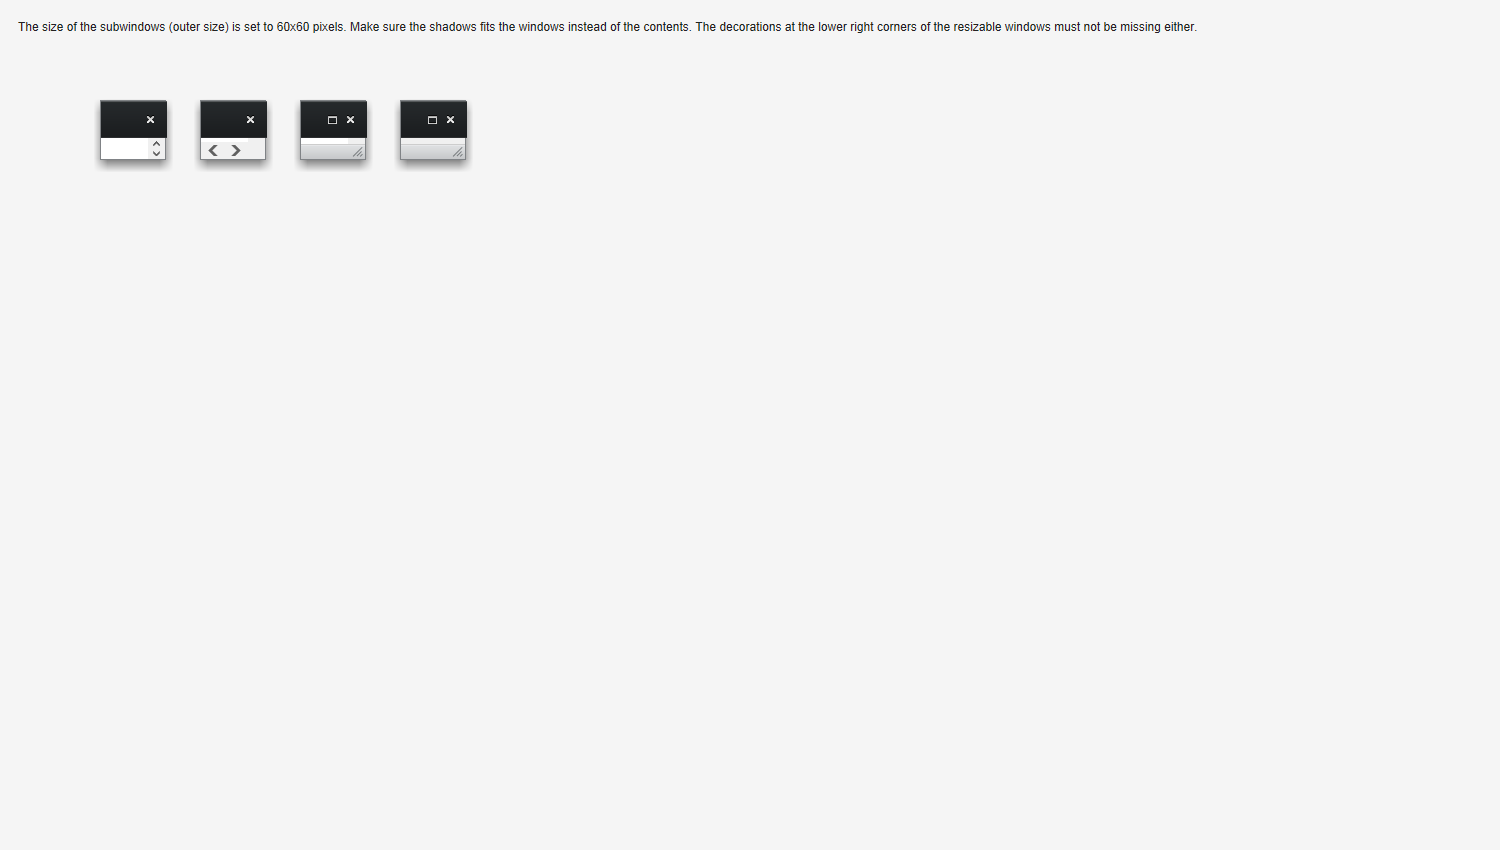 The size of the subwindows (outer size) is set to 60x60 pixels. Make sure the shadows fits the windows instead of the contents. The decorations at the lower right corners of the resizable windows must not be missing either.